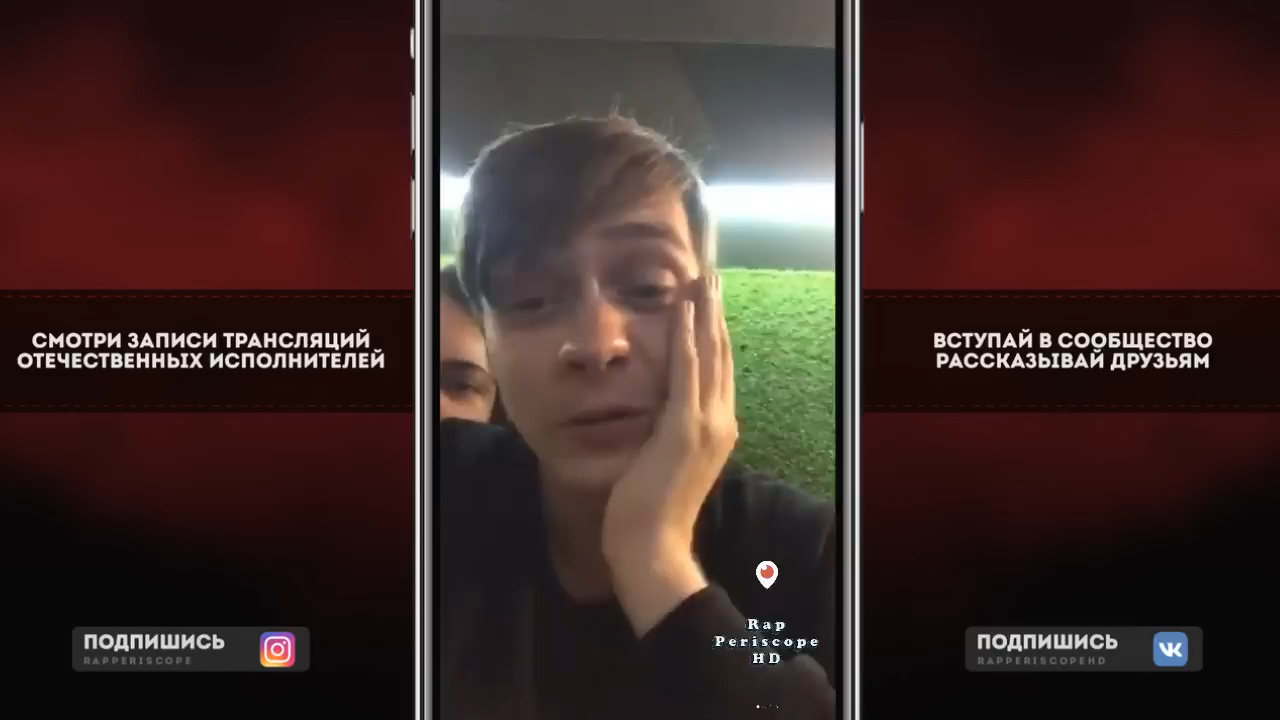 СМОТРИ ЗАПИСИ ТРАНСЛЯЦИЙ
ОТЕЧЕСТВЕННЫХ ИСПОЛНИТЕЛЕЙ
ВСТУПАЙ В СООБЩЕСТВО
РАССКАЗЫВАЙ ДРУЗЬЯМ
Rap
Periscope
HD
ПОДПИШИСЬ
RAPPERISCOPE
ПОДПИШИСЬ
RAPPERISCOPEHD